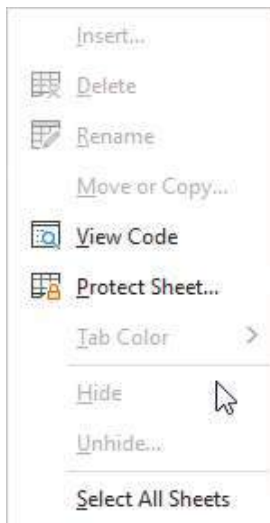 Insert...
Delete
Rename
Move or Copy...
View Code
Protect Sheet...
Tab Color
Hide
Unhide...
Select All Sheets